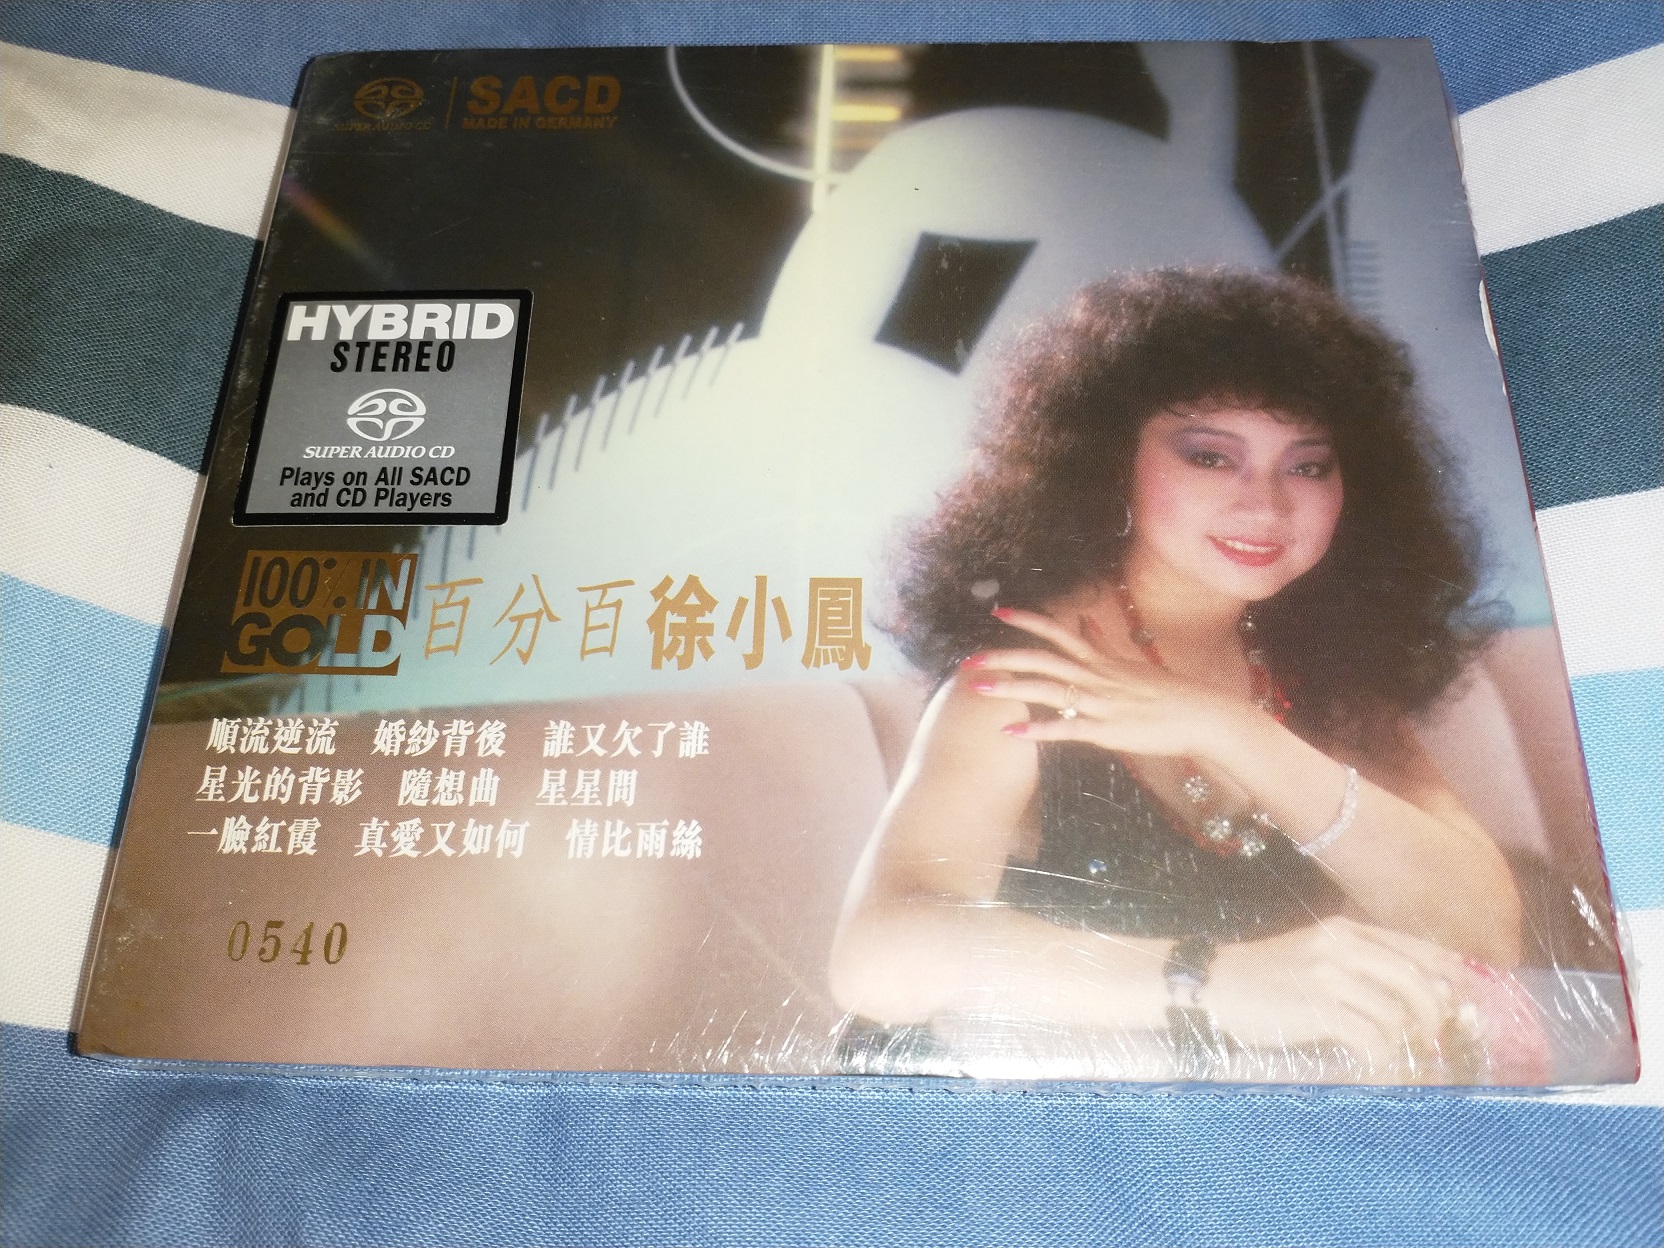 SUPER AUDIO CD
SACD
MADE IN GERMANY
HYBRID
STEREO
SUPER AUDIO CD
Plays on All SACD
and CD Players
100% IN
GOLD
百分百徐小鳳
順流逆流 婚紗背後 誰又欠了誰
星光的背影 隨想曲 星星問
一臉紅霞 真愛又如何 情比雨絲
0540